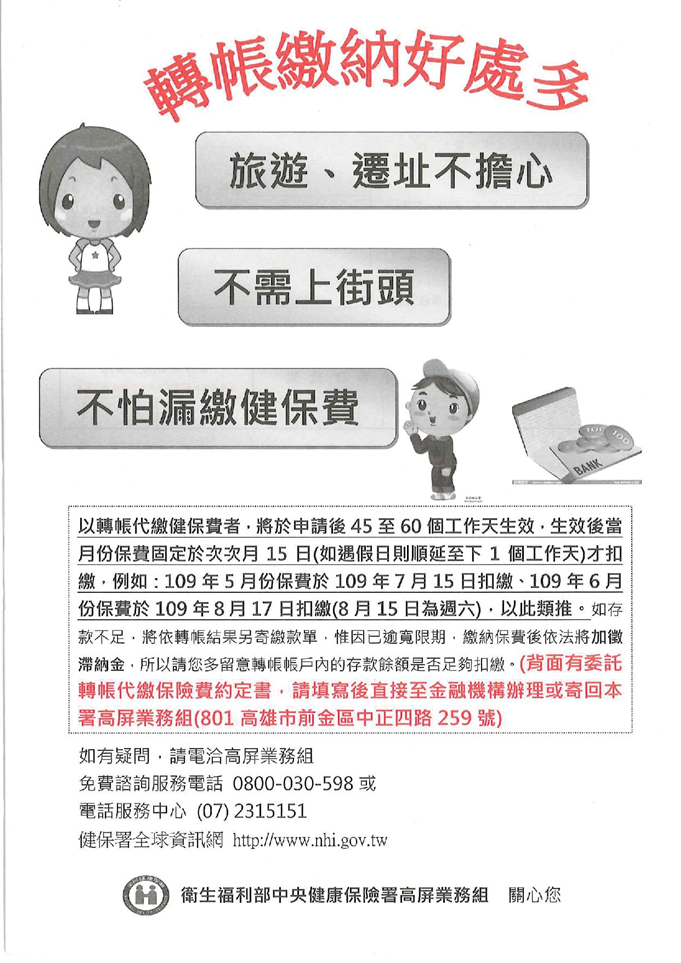 轉帳繳納好處多
旅遊、遷址不擔心
不需上街頭
不怕漏繳健保費
100
100
BANK
以轉帳代繳健保費者，將於申請後 45 至 60 個工作天生效，生效後當
月份保費固定於次次月 15 日(如遇假日則順延至下 1 個工作天)才扣
繳，例如：109 年 5 月份保費於 109 年 7 月 15 日扣繳、109 年 6 月
份保費於 109 年 8 月 17 日扣繳(8 月 15 日為週六)，以此類推。如存
款不足，將依轉帳結果另寄繳款單，惟因已逾寬限期，繳納保費後依法將加徵
滯納金，所以請您多留意轉帳帳戶內的存款餘額是否足夠扣繳。(背面有委託
轉帳代繳保險費約定書，請填寫後直接至金融機構辦理或寄回本
署高屏業務組(801 高雄市前金區中正四路 259 號)
如有疑問，請電洽高屏業務組
免費諮詢服務電話 0800-030-598 或
電話服務中心 (07) 2315151
健保署全球資訊網 http://www.nhi.gov.tw
衛生福利部中央健康保險署高屏業務組 關心您